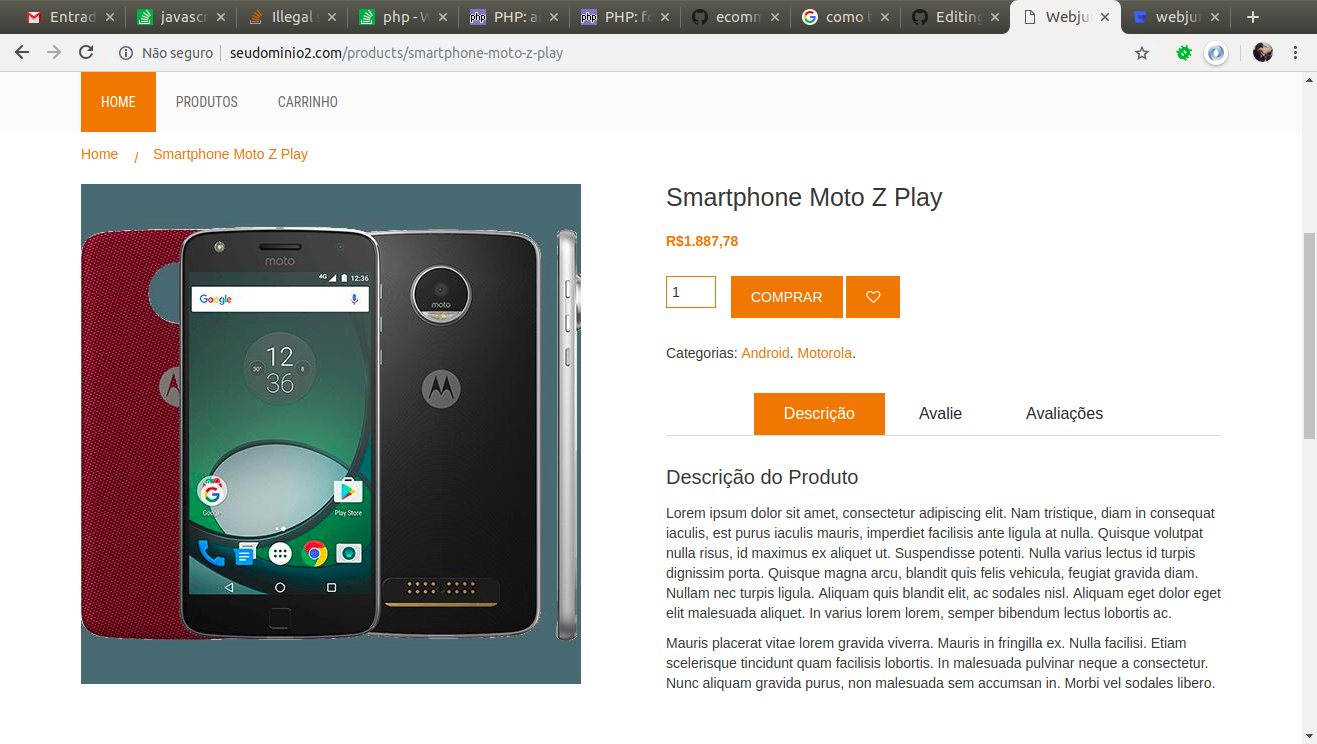 Entrad
javascr
Illegal
php - W
PHP: ar
PHP: fo
ecomm
como t
Editing
Webju
webjur
Não seguro
seudominio2.com/products/smartphone-moto-z-play
HOME PRODUTOS CARRINHO
Home / Smartphone Moto Z Play
moto
4G 12:36
Google
12
36
30° 8
Google Play Store
moto
Smartphone Moto Z Play
R$1.887,78
1 COMPRAR
Categorias: Android. Motorola.
Descrição Avalie Avaliações
Descrição do Produto
Lorem ipsum dolor sit amet, consectetur adipiscing elit. Nam tristique, diam in consequat
iaculis, est purus iaculis mauris, imperdiet facilisis ante ligula at nulla. Quisque volutpat
nulla risus, id maximus ex aliquet ut. Suspendisse potenti. Nulla varius lectus id turpis
dignissim porta. Quisque magna arcu, blandit quis felis vehicula, feugiat gravida diam.
Nullam nec turpis ligula. Aliquam quis blandit elit, ac sodales nisl. Aliquam eget dolor eget
elit malesuada aliquet. In varius lorem lorem, semper bibendum lectus lobortis ac.
Mauris placerat vitae lorem gravida viverra. Mauris in fringilla ex. Nulla facilisi. Etiam
scelerisque tincidunt quam facilisis lobortis. In malesuada pulvinar neque a consectetur.
Nunc aliquam gravida purus, non malesuada sem accumsan in. Morbi vel sodales libero.